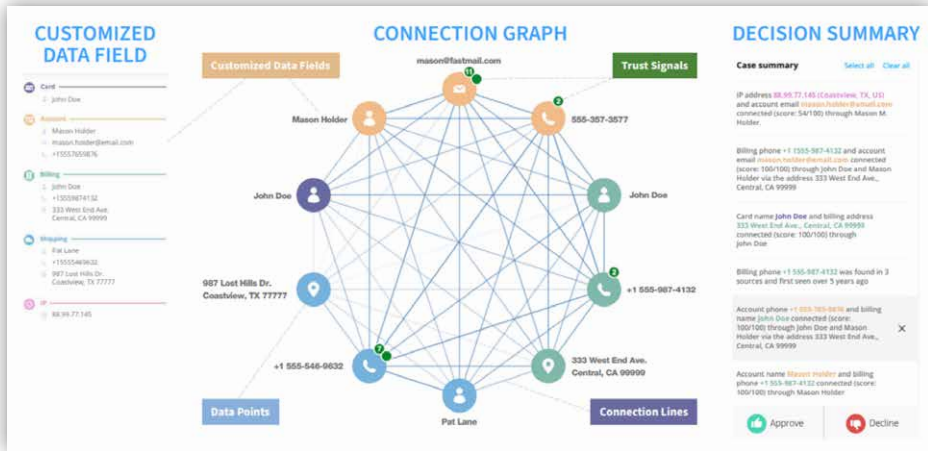 CUSTOMIZED
DATA FIELD
Card
John Doe
Account
Mason Holder
mason.holder@email.com
+15557655876
Billing
John Doe
+15559874132
333 West End Ave.
Central, CA 99999
Shipping
Pat Lane
+15555469632
987 Lost Hills Dr.
Coastview, TX 77777
IP
88.99.77.145
CONNECTION GRAPH
Customized Data Fields
Trust Signals
mason@fastmail.com
11
Mason Holder
2
555-357-3577
John Doe
John Doe
987 Lost Hills Dr.
Coastview, TX 77777
2
+1 555-987-4132
7
+1 555-546-9632
333 West End Ave.
Central, CA 99999
Pat Lane
Data Points
Connection Lines
DECISION SUMMARY
Case summary
Select all
Clear all
IP address 88.99.77.145 (Coastview, TX, US)
and account email mason.holder@email.com
connected (score: 54/100) through Mason M.
Holder.
Billing phone +1 555-987-4132 and account
email mason.holder@email.com connected
(score: 100/100) through John Doe and Mason
Holder via the address 333 West End Ave.,
Central, CA 99999
Card name John Doe and billing address
333 West End Ave., Central, CA 99999
connected (score: 100/100) through
John Doe
Billing phone +1 555-987-4132 was found in 3
sources and first seen over 5 years ago
Account phone and billing
name John Doe connected (score:
100/100) through John Doe and Mason
Holder via the address 333 West End Ave.,
Central, CA 99999
Account name Mason Holder and billing
phone +1 555-987-4132 connected (score:
100/100) through Mason Holder
Approve
Decline